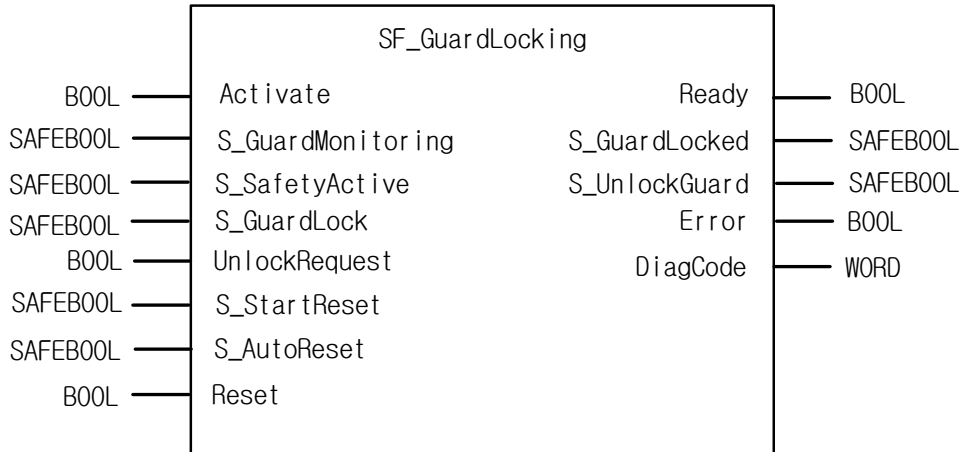 SF_GuardLocking
BOOL Activate Ready BOOL
SAFEBOOL S_GuardMonitoring S_GuardLocked SAFEBOOL
SAFEBOOL S_SafetyActive S_UnlockGuard SAFEBOOL
SAFEBOOL S_GuardLock Error BOOL
BOOL UnlockRequest DiagCode WORD
SAFEBOOL S_StartReset
SAFEBOOL S_AutoReset
BOOL Reset